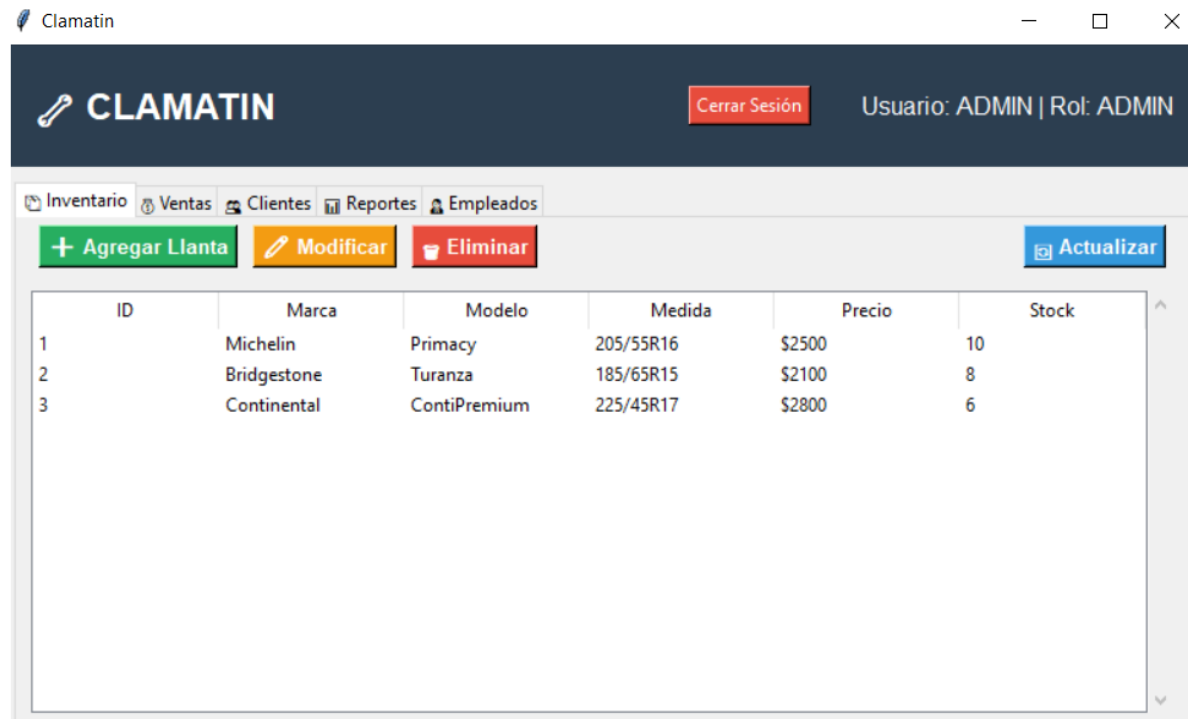 Clamatin
CLAMATIN
Cerrar Sesión
Usuario: ADMIN | Rol: ADMIN
Inventario Ventas Clientes Reportes Empleados
+ Agregar Llanta Modificar Eliminar Actualizar
ID Marca Modelo Medida Precio Stock
1 Michelin Primacy 205/55R16 $2500 10
2 Bridgestone Turanza 185/65R15 $2100 8
3 Continental ContiPremium 225/45R17 $2800 6